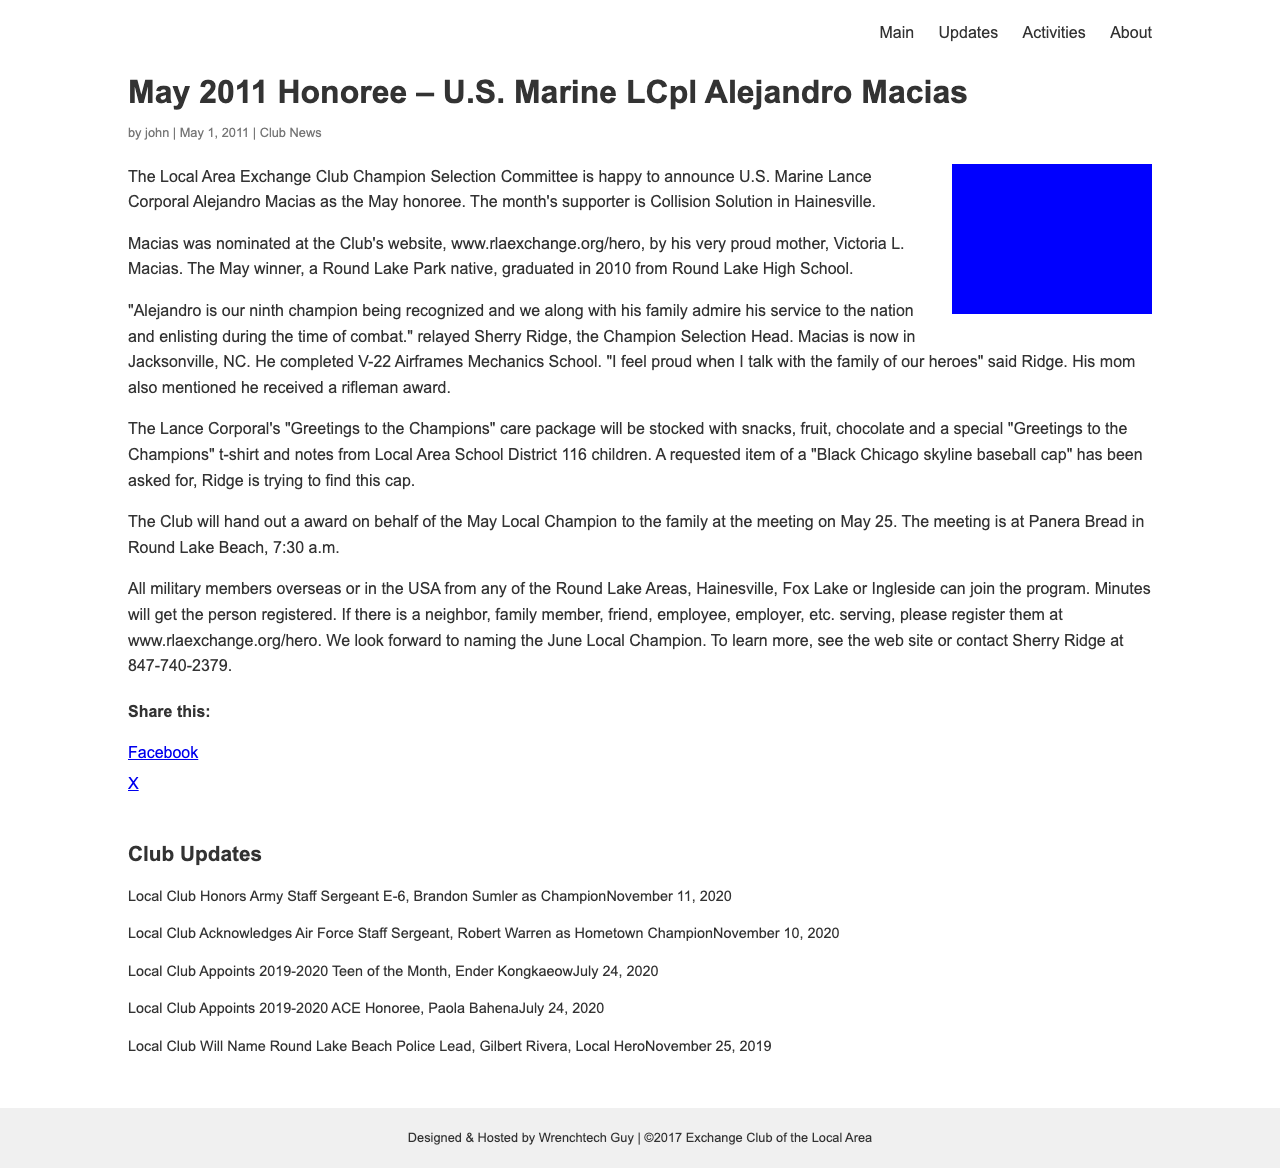 Main Updates Activities About
May 2011 Honoree – U.S. Marine LCpl Alejandro Macias
by john | May 1, 2011 | Club News
The Local Area Exchange Club Champion Selection Committee is happy to announce U.S. Marine Lance
Corporal Alejandro Macias as the May honoree. The month's supporter is Collision Solution in Hainesville.
Macias was nominated at the Club's website, www.rlaexchange.org/hero, by his very proud mother, Victoria L.
Macias. The May winner, a Round Lake Park native, graduated in 2010 from Round Lake High School.
"Alejandro is our ninth champion being recognized and we along with his family admire his service to the nation
and enlisting during the time of combat." relayed Sherry Ridge, the Champion Selection Head. Macias is now in
Jacksonville, NC. He completed V-22 Airframes Mechanics School. "I feel proud when I talk with the family of our heroes" said Ridge. His mom
also mentioned he received a rifleman award.
The Lance Corporal's "Greetings to the Champions" care package will be stocked with snacks, fruit, chocolate and a special "Greetings to the
Champions" t-shirt and notes from Local Area School District 116 children. A requested item of a "Black Chicago skyline baseball cap" has been
asked for, Ridge is trying to find this cap.
The Club will hand out a award on behalf of the May Local Champion to the family at the meeting on May 25. The meeting is at Panera Bread in
Round Lake Beach, 7:30 a.m.
All military members overseas or in the USA from any of the Round Lake Areas, Hainesville, Fox Lake or Ingleside can join the program. Minutes
will get the person registered. If there is a neighbor, family member, friend, employee, employer, etc. serving, please register them at
www.rlaexchange.org/hero. We look forward to naming the June Local Champion. To learn more, see the web site or contact Sherry Ridge at
847-740-2379.
Share this:
Facebook
X
Club Updates
Local Club Honors Army Staff Sergeant E-6, Brandon Sumler as ChampionNovember 11, 2020
Local Club Acknowledges Air Force Staff Sergeant, Robert Warren as Hometown ChampionNovember 10, 2020
Local Club Appoints 2019-2020 Teen of the Month, Ender KongkaeowJuly 24, 2020
Local Club Appoints 2019-2020 ACE Honoree, Paola BahenaJuly 24, 2020
Local Club Will Name Round Lake Beach Police Lead, Gilbert Rivera, Local HeroNovember 25, 2019
Designed & Hosted by Wrenchtech Guy | ©2017 Exchange Club of the Local Area